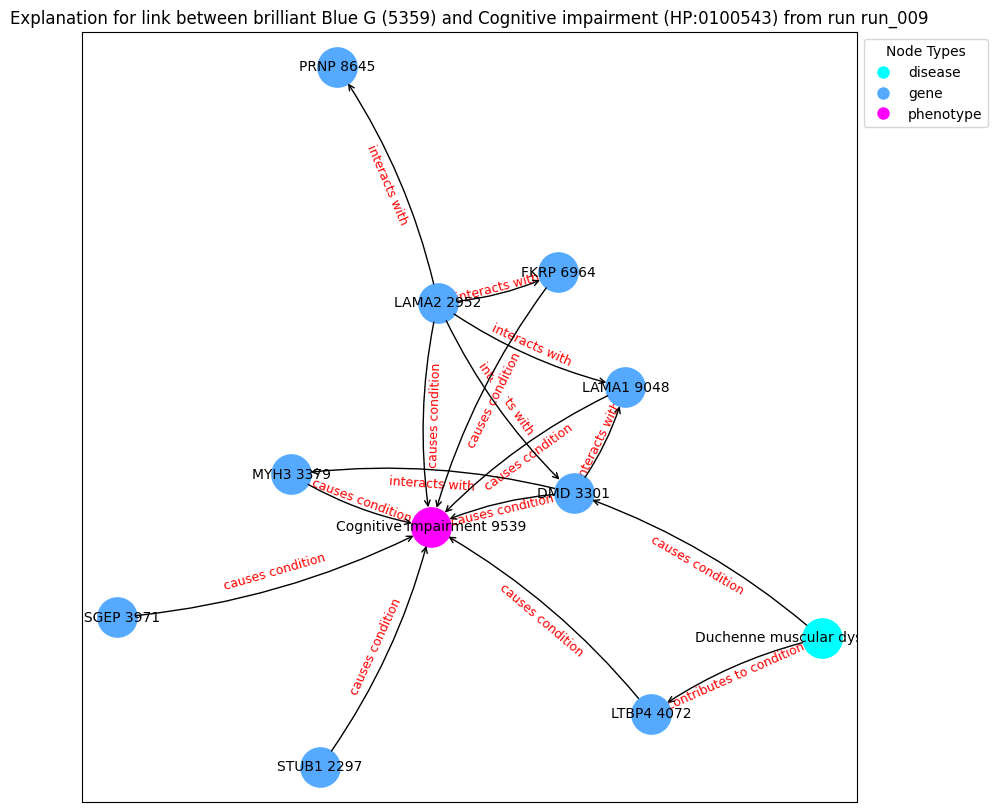 Explanation for link between brilliant Blue G (5359) and Cognitive impairment (HP:0100543) from run run_009
Node Types
disease
gene
phenotype
PRNP 8645
interacts with
FKRP 6964
interacts with
LAMA2 2952
interacts with
causes condition
LAMA1 9048
causes condition
causes condition
interacts with
MYH3 3379
interacts with
DMD 3301
causes condition
causes condition
Cognitive impairment 9539
causes condition
causes condition
SGEP 3971
causes condition
causes condition
Duchenne muscular dys
contributes to condition
LTBP4 4072
STUB1 2297